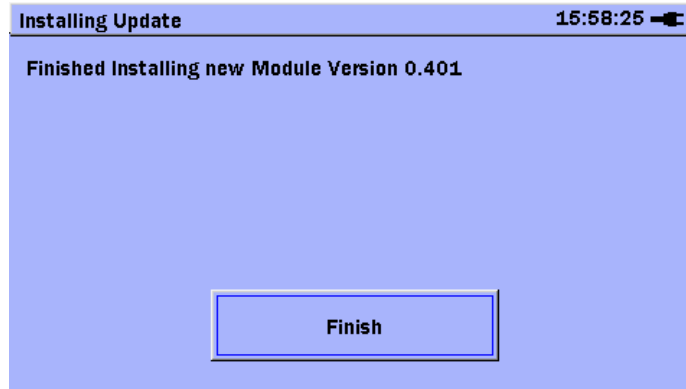 Installing Update 15:58:25
Finished Installing new Module Version 0.401
Finish